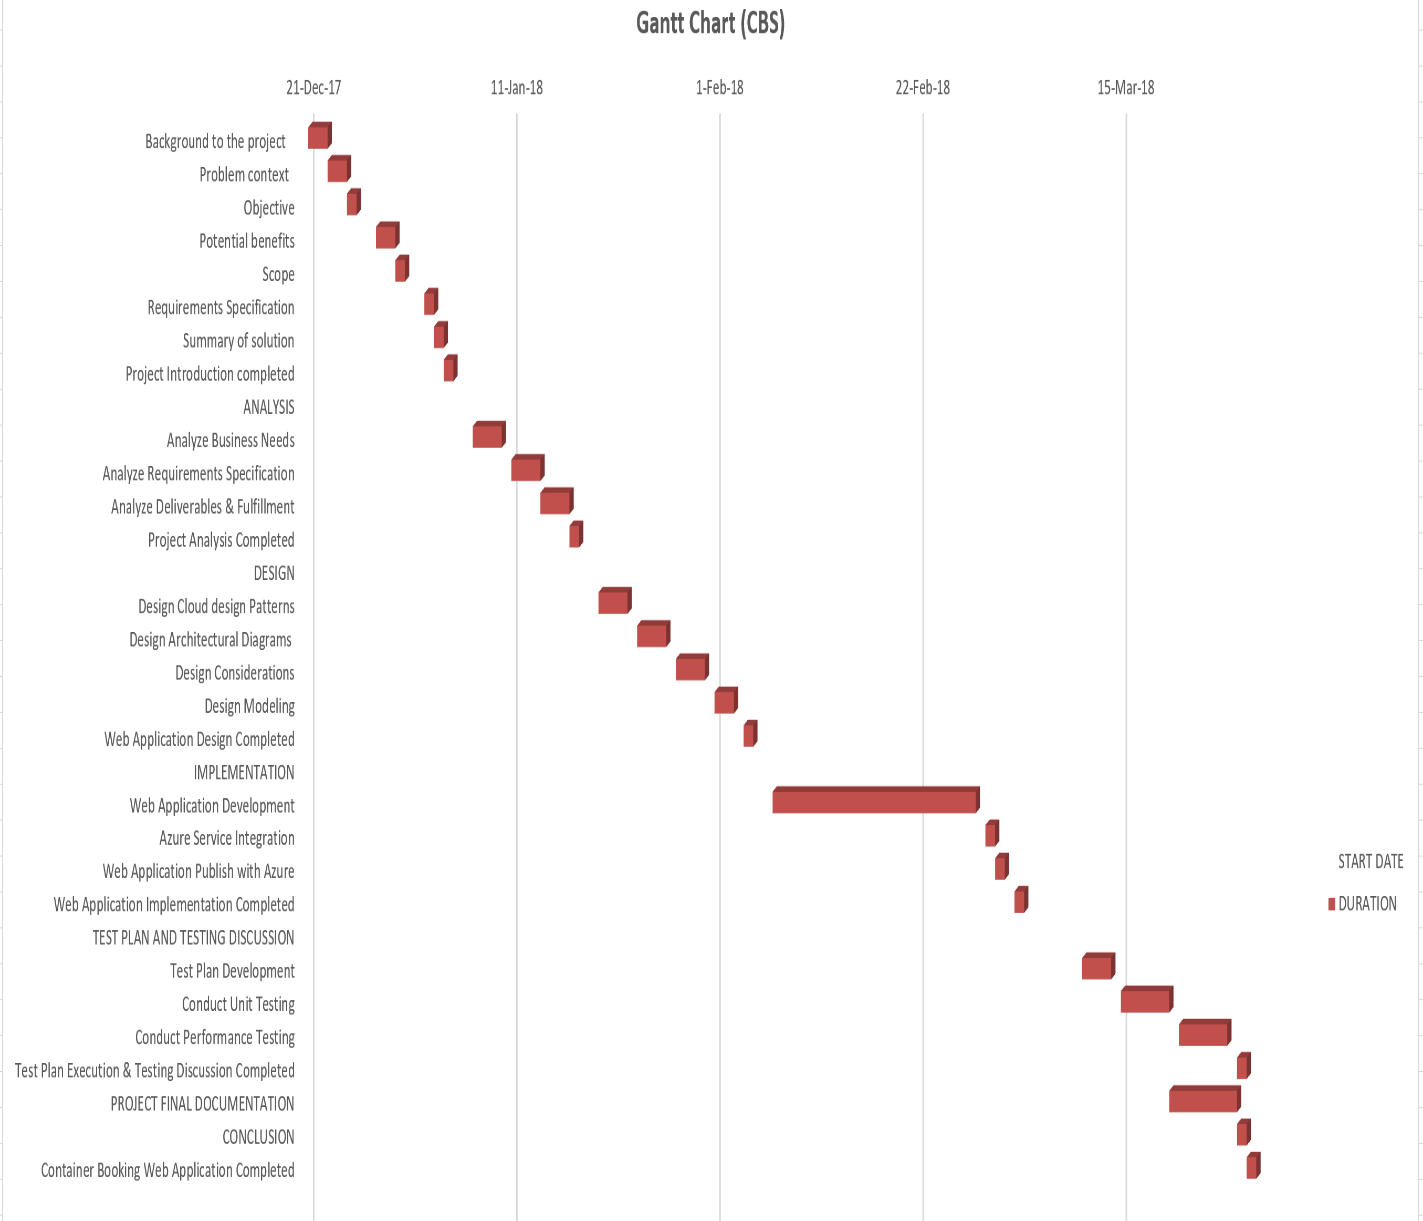 Gantt Chart (CBS)
21-Dec-17 11-Jan-18 1-Feb-18 22-Feb-18 15-Mar-18
Background to the project
Problem context
Objective
Potential benefits
Scope
Requirements Specification
Summary of solution
Project Introduction completed
ANALYSIS
Analyze Business Needs
Analyze Requirements Specification
Analyze Deliverables & Fulfillment
Project Analysis Completed
DESIGN
Design Cloud design Patterns
Design Architectural Diagrams
Design Considerations
Design Modeling
Web Application Design Completed
IMPLEMENTATION
Web Application Development
Azure Service Integration
Web Application Publish with Azure
Web Application Implementation Completed
TEST PLAN AND TESTING DISCUSSION
Test Plan Development
Conduct Unit Testing
Conduct Performance Testing
Test Plan Execution & Testing Discussion Completed
PROJECT FINAL DOCUMENTATION
CONCLUSION
Container Booking Web Application Completed
START DATE
DURATION